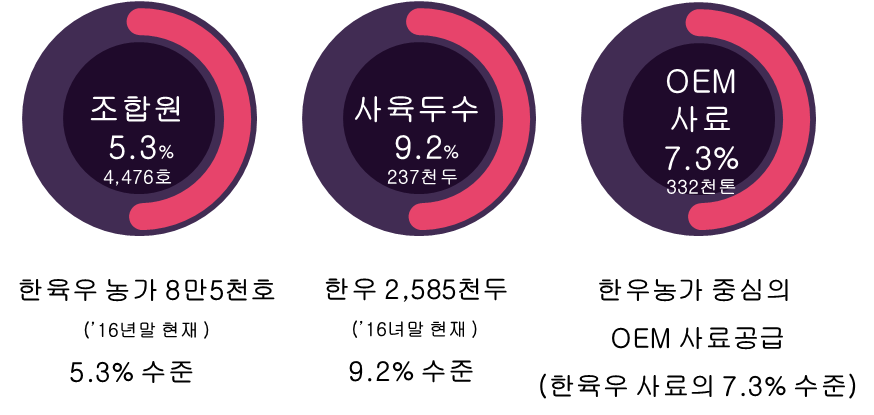 조합원
5.3%
4,476호
한육우 농가 8만5천호
('16년말 현재)
5.3% 수준
사육두수
9.2%
237천두
한우 2,585천두
('16녀말 현재)
9.2% 수준
OEM
사료
7.3%
332천톤
한우농가 중심의
OEM 사료공급
(한육우 사료의 7.3% 수준)